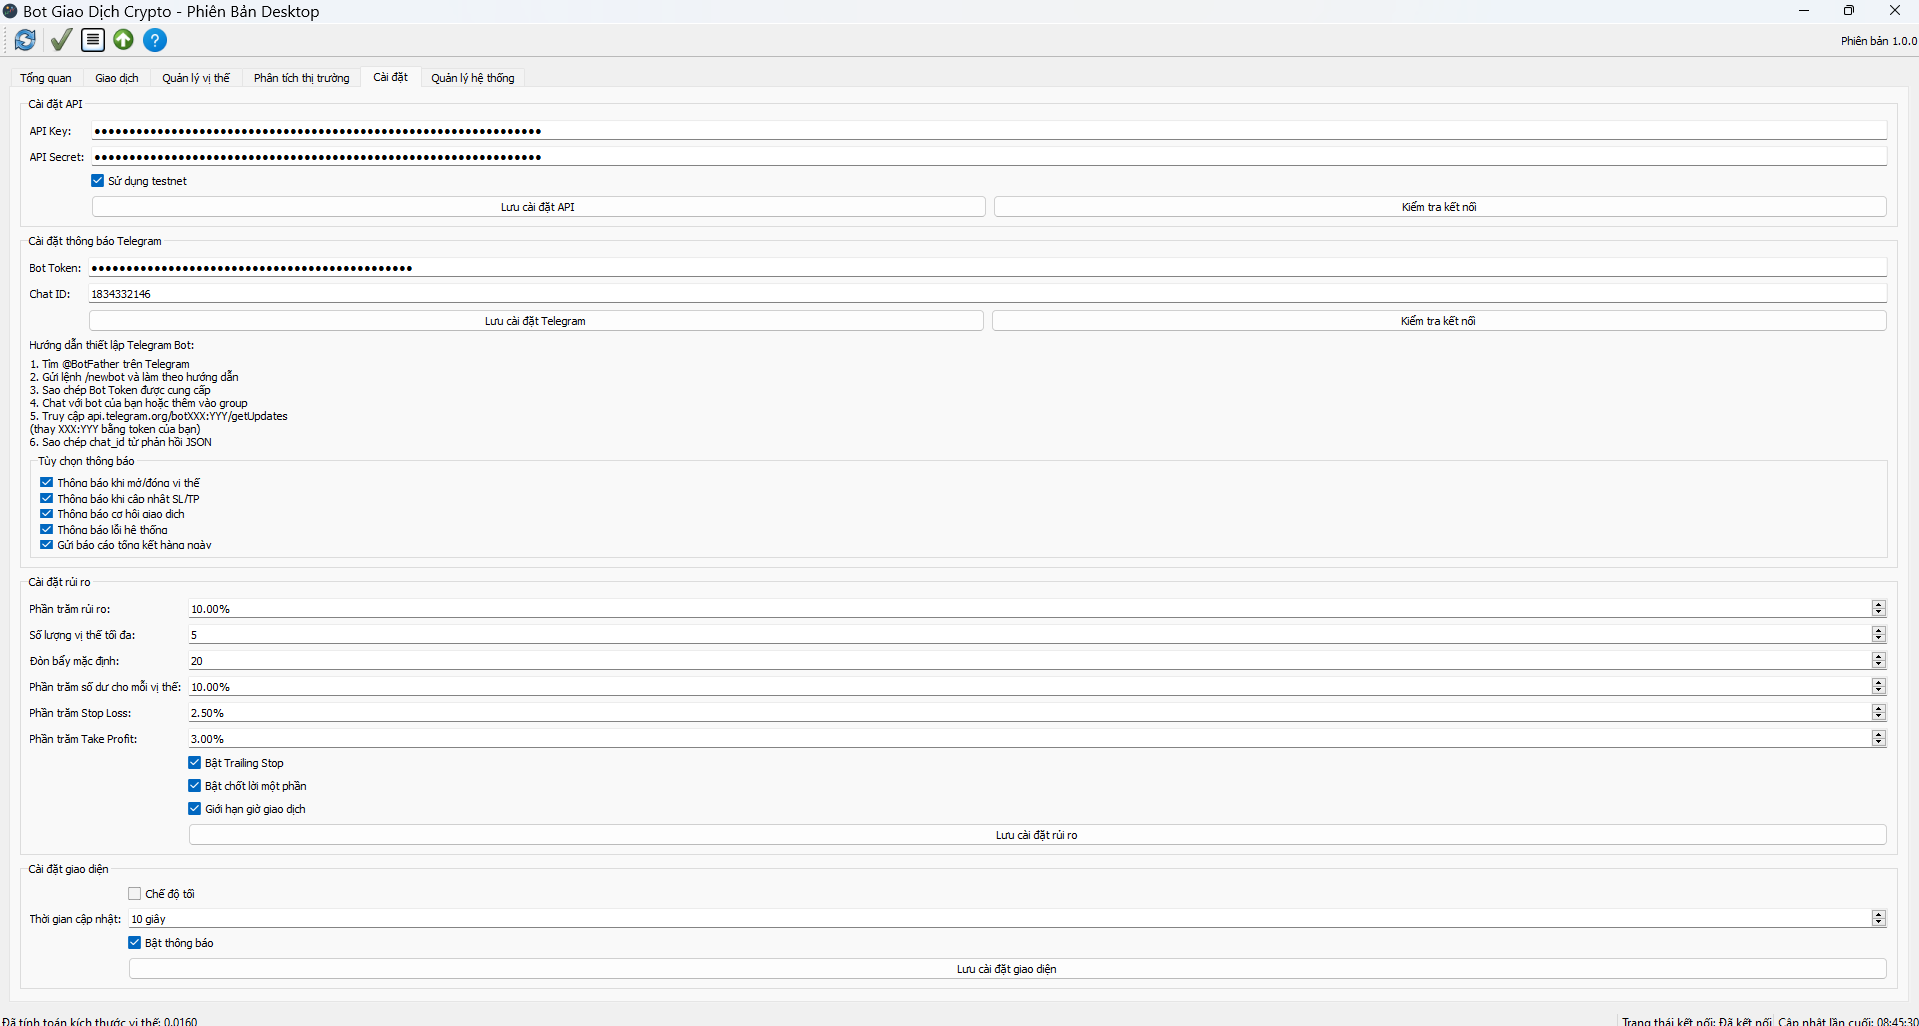 Bot Giao Dịch Crypto - Phiên Bản Desktop
Phiên bản 1.0.0
Tổng quan Giao dịch Quản lý vị thế Phân tích thị trường Cài đặt Quản lý hệ thống
Cài đặt API
API Key: ●●●●●●●●●●●●●●●●●●●●●●●●●●●●●●●●●●●●●●●●●●●●●●●●●●●●●●●●●●●●●●●●
API Secret: ●●●●●●●●●●●●●●●●●●●●●●●●●●●●●●●●●●●●●●●●●●●●●●●●●●●●●●●●●●●●●●●●
Sử dụng testnet
Lưu cài đặt API Kiểm tra kết nối
Cài đặt thông báo Telegram
Bot Token: ●●●●●●●●●●●●●●●●●●●●●●●●●●●●●●●●●●●●●●●●●●●●●●
Chat ID: 1834332146
Lưu cài đặt Telegram Kiểm tra kết nối
Hướng dẫn thiết lập Telegram Bot:
1. Tìm @BotFather trên Telegram
2. Gửi lệnh /newbot và làm theo hướng dẫn
3. Sao chép Bot Token được cung cấp
4. Chat với bot của bạn hoặc thêm vào group
5. Truy cập api.telegram.org/botXXX:YYY/getUpdates
(thay XXX:YYY bằng token của bạn)
6. Sao chép chat_id từ phản hồi JSON
Tùy chọn thông báo
Thông báo khi mở/đóng vị thế
Thông báo khi cập nhật SL/TP
Thông báo cơ hội giao dịch
Thông báo lỗi hệ thống
Gửi báo cáo tổng kết hàng ngày
Cài đặt rủi ro
Phần trăm rủi ro: 10.00%
Số lượng vị thế tối đa: 5
Đòn bẩy mặc định: 20
Phần trăm số dư cho mỗi vị thế: 10.00%
Phần trăm Stop Loss: 2.50%
Phần trăm Take Profit: 3.00%
Bật Trailing Stop
Bật chốt lời một phần
Giới hạn giờ giao dịch
Lưu cài đặt rủi ro
Cài đặt giao diện
Chế độ tối
Thời gian cập nhật: 10 giây
Bật thông báo
Lưu cài đặt giao diện
Đã tính toán kích thước vị thế: 0.0160
Trạng thái kết nối: Đã kết nối Cập nhật lần cuối: 08:45:30